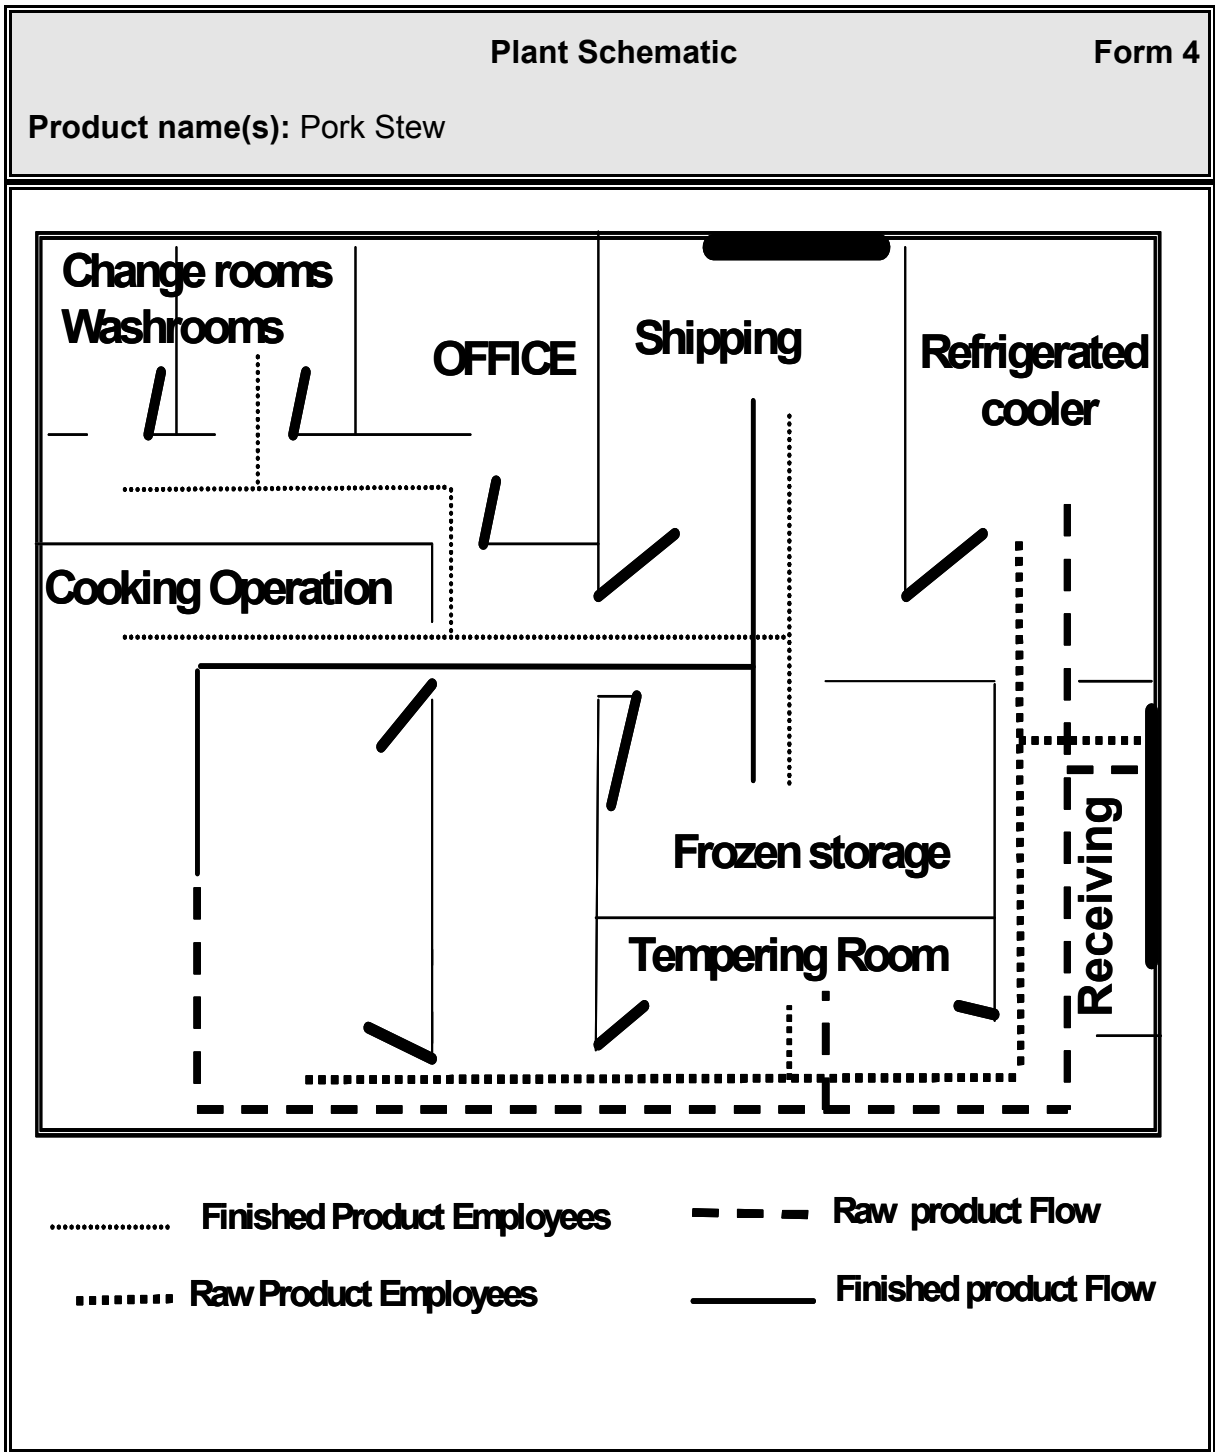 Plant Schematic Form 4
Product name(s): Pork Stew
Change rooms
Washrooms
OFFICE
Shipping
Refrigerated
cooler
Cooking Operation
Frozen storage
Tempering Room
Receiving
Finished Product Employees
Raw product Flow
Raw Product Employees
Finished product Flow